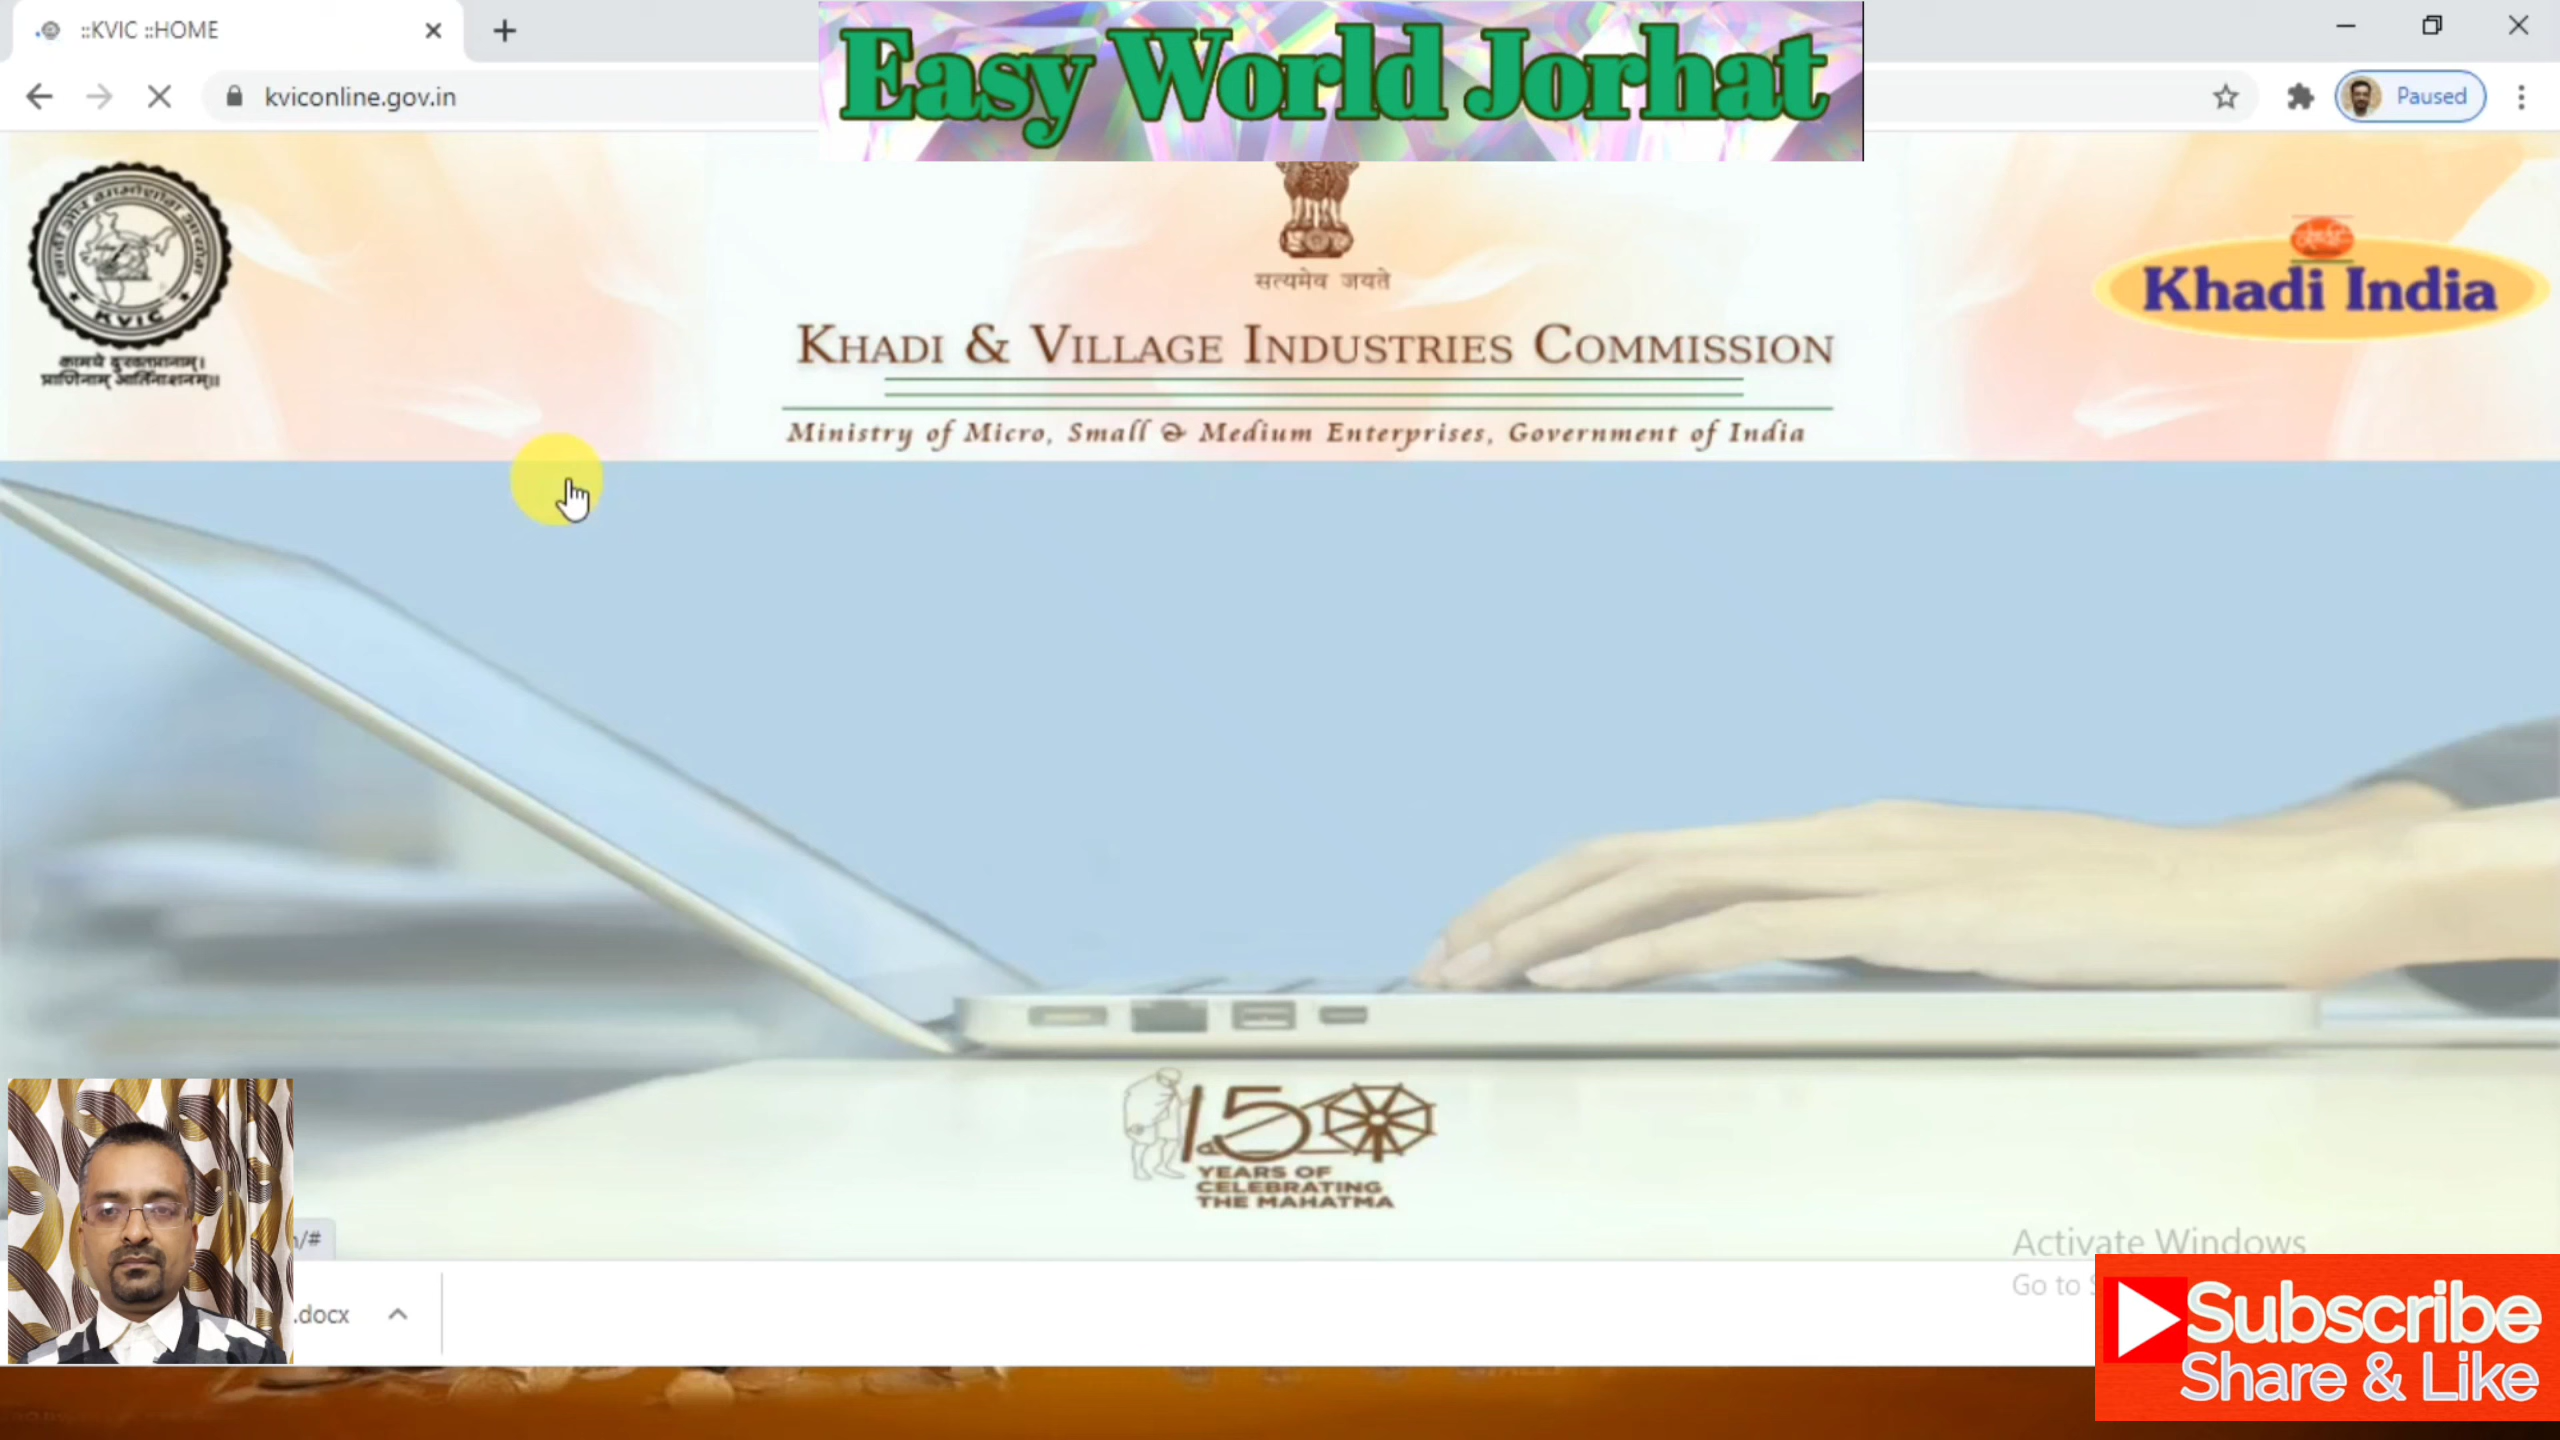 ::KVIC ::HOME
Easy World Jorhat
kviconline.gov.in
Paused
KVIC
सत्यमेव जयते
Khadi India
KHADI & VILLAGE INDUSTRIES COMMISSION
Ministry of Micro, Small & Medium Enterprises, Government of India
150
YEARS OF
CELEBRATING
THE MAHATMA
/#
Activate Windows
Go to S
.docx
Subscribe
Share & Like